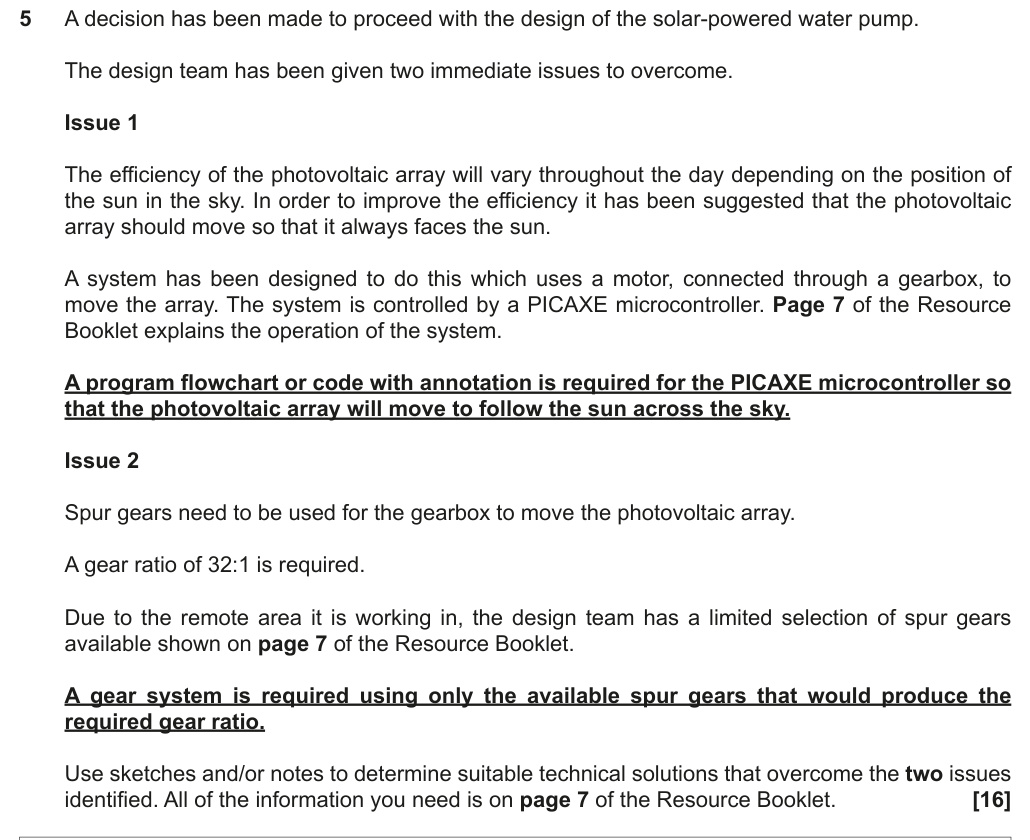 5 A decision has been made to proceed with the design of the solar-powered water pump.
The design team has been given two immediate issues to overcome.
Issue 1
The efficiency of the photovoltaic array will vary throughout the day depending on the position of
the sun in the sky. In order to improve the efficiency it has been suggested that the photovoltaic
array should move so that it always faces the sun.
A system has been designed to do this which uses a motor, connected through a gearbox, to
move the array. The system is controlled by a PICAXE microcontroller. Page 7 of the Resource
Booklet explains the operation of the system.
A program flowchart or code with annotation is required for the PICAXE microcontroller so
that the photovoltaic array will move to follow the sun across the sky.
Issue 2
Spur gears need to be used for the gearbox to move the photovoltaic array.
A gear ratio of 32:1 is required.
Due to the remote area it is working in, the design team has a limited selection of spur gears
available shown on page 7 of the Resource Booklet.
A gear system is required using only the available spur gears that would produce the
required gear ratio.
Use sketches and/or notes to determine suitable technical solutions that overcome the two issues
identified. All of the information you need is on page 7 of the Resource Booklet. [16]